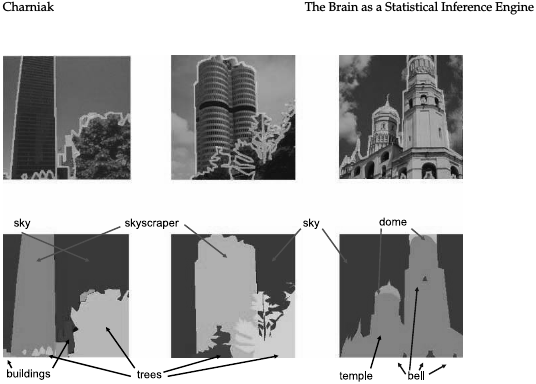 Charniak The Brain as a Statistical Inference Engine
sky skyscraper sky dome
buildings trees temple bell